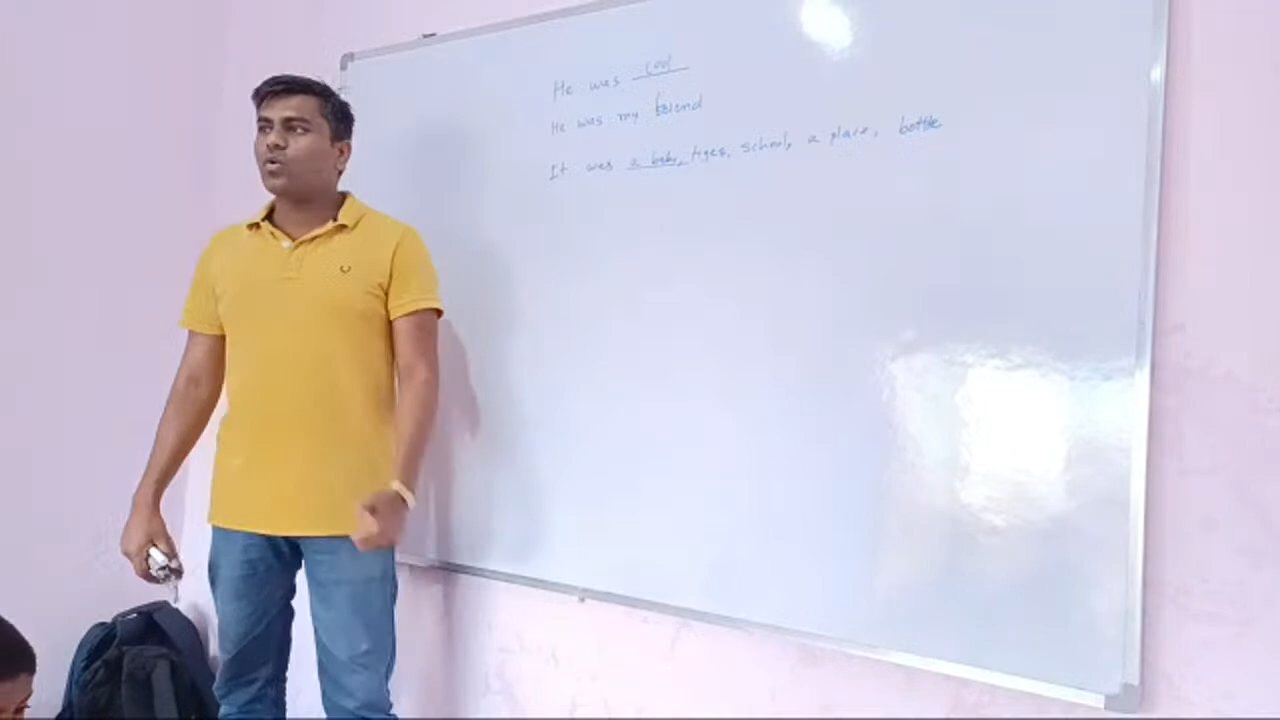 He was cool
He was my friend
It was a baby, tiger, school, a place, bottle